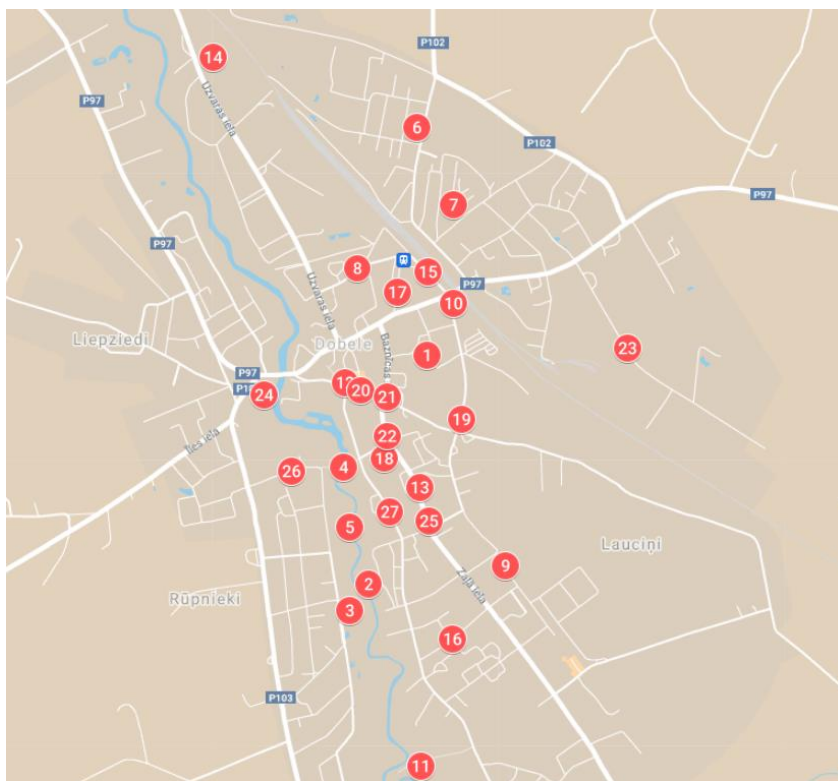 P102
14
P97
Uzvaras iela
6
P102
7
P97
P97
8
15
17
P97
10
Uzvaras iela
Liepziedi
Dobele
Baznīcas
1
23
P97
24
12
20
21
19
Īles iela
22
18
4
26
13
27
25
5
Lauciņi
9
2
Zaļā iela
Rūpnieki
3
16
P103
11